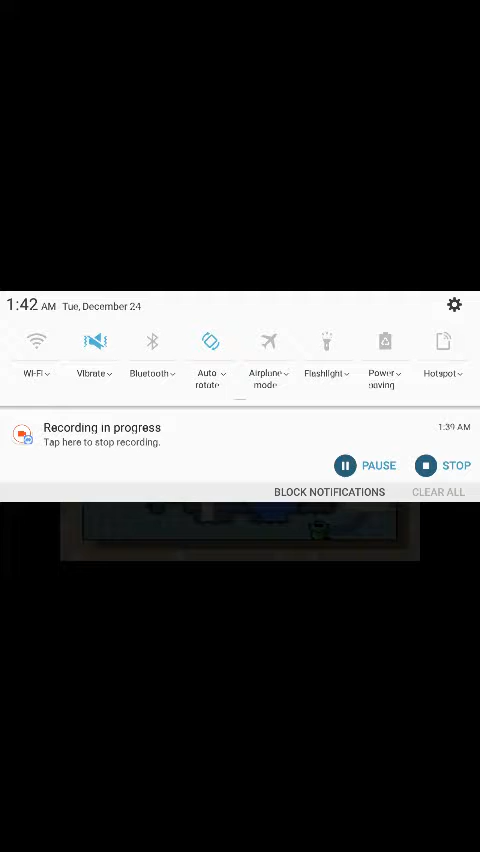 1:42 AM Tue, December 24
Wi-Fi Vibrate Bluetooth Auto rotate Airplane mode Flashlight Power saving Hotspot
Recording in progress 1:39 AM
Tap here to stop recording.
PAUSE STOP
BLOCK NOTIFICATIONS CLEAR ALL